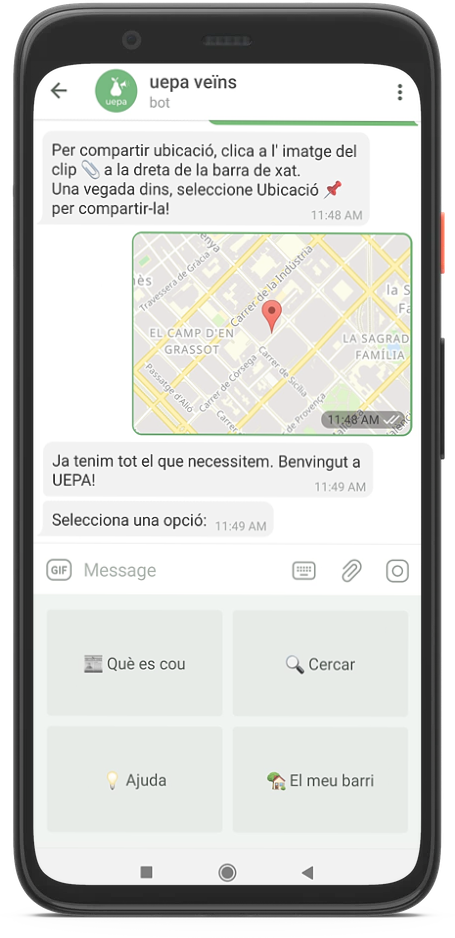 uepa veïns
uepa
bot
Per compartir ubicació, clica a l' imatge del
clip 📎 a la dreta de la barra de xat.
Una vegada dins, seleccione Ubicació 📌
per compartir-la!
11:48 AM
Travessera de Gràcia
Carrer de la Indústria
EL CAMP D'EN
GRASSOT
LA SAGRAD
FAMÍLIA
Carrer de Còrsega
Carrer de Sicília
Passatge d'Alió
de Provença
11:48 AM
Ja tenim tot el que necessitem. Benvingut a
UEPA!
11:49 AM
Selecciona una opció:
11:49 AM
GIF
Message
Què es cou
🔍 Cercar
💡 Ajuda
🏡 El meu barri